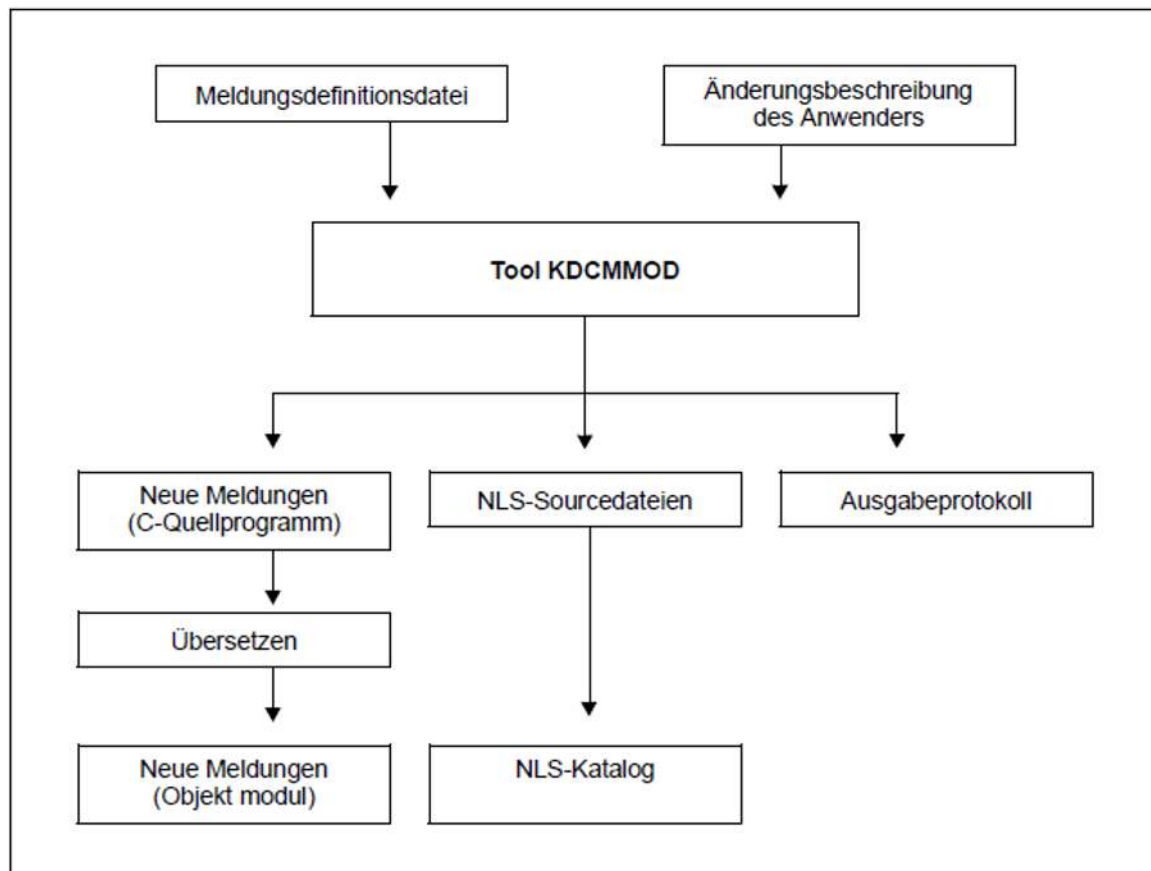 Meldungsdefinitionsdatei
Änderungsbeschreibung
des Anwenders
Tool KDCMMOD
Neue Meldungen
(C-Quellprogramm)
NLS-Sourcedateien
Ausgabeprotokoll
Übersetzen
Neue Meldungen
(Objekt modul)
NLS-Katalog